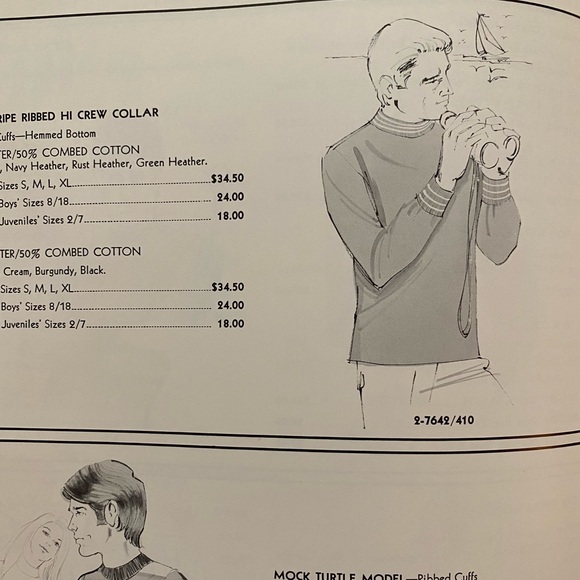 RIPE RIBBED HI CREW COLLAR
Cuffs—Hemmed Bottom
TER/50% COMBED COTTON
, Navy Heather, Rust Heather, Green Heather.
Sizes S, M, L, XL $34.50
Boys' Sizes 8/18 24.00
Juveniles' Sizes 2/7 18.00
TER/50% COMBED COTTON
Cream, Burgundy, Black.
Sizes S, M, L, XL $34.50
Boys' Sizes 8/18 24.00
Juveniles' Sizes 2/7 18.00
2-7642/410
MOCK TURTLE MODEL—Ribbed Cuffs